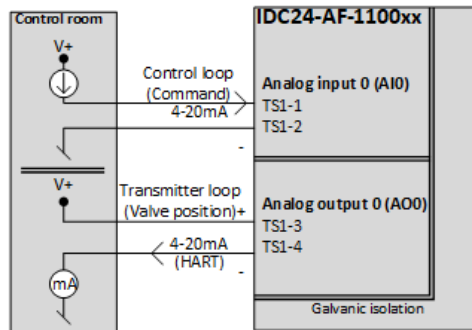 Control room
V+
Control loop
(Command)
4-20mA
-
V+
Transmitter loop
(Valve position)+
4-20mA
(HART)
-
mA
IDC24-AF-1100xx
Analog input 0 (AI0)
TS1-1
TS1-2
Analog output 0 (AO0)
TS1-3
TS1-4
Galvanic isolation